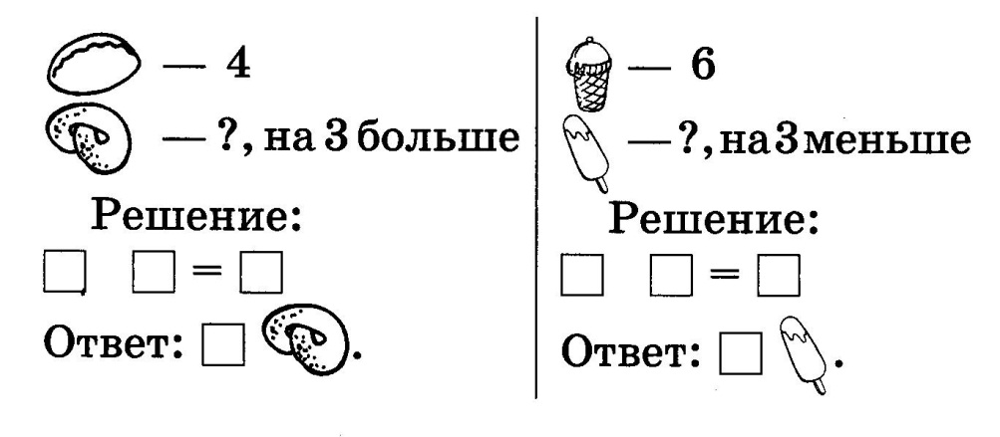 — 4
— ?, на 3 больше
Решение:
=
Ответ: .
— 6
— ?, на 3 меньше
Решение:
=
Ответ: .